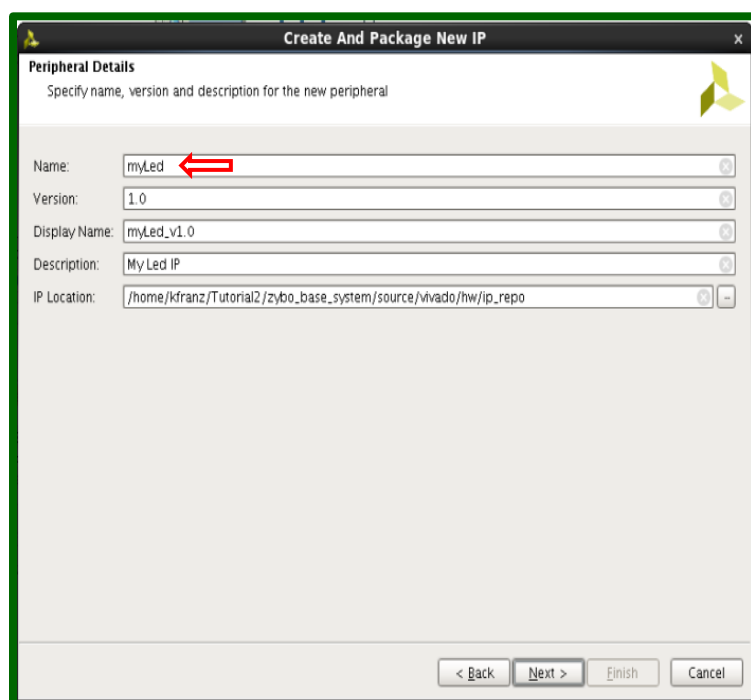 Create And Package New IP x
Peripheral Details
Specify name, version and description for the new peripheral
Name: myLed
Version: 1.0
Display Name: myLed_v1.0
Description: My Led IP
IP Location: /home/kfranz/Tutorial2/zybo_base_system/source/vivado/hw/ip_repo ...
< Back Next > Finish Cancel